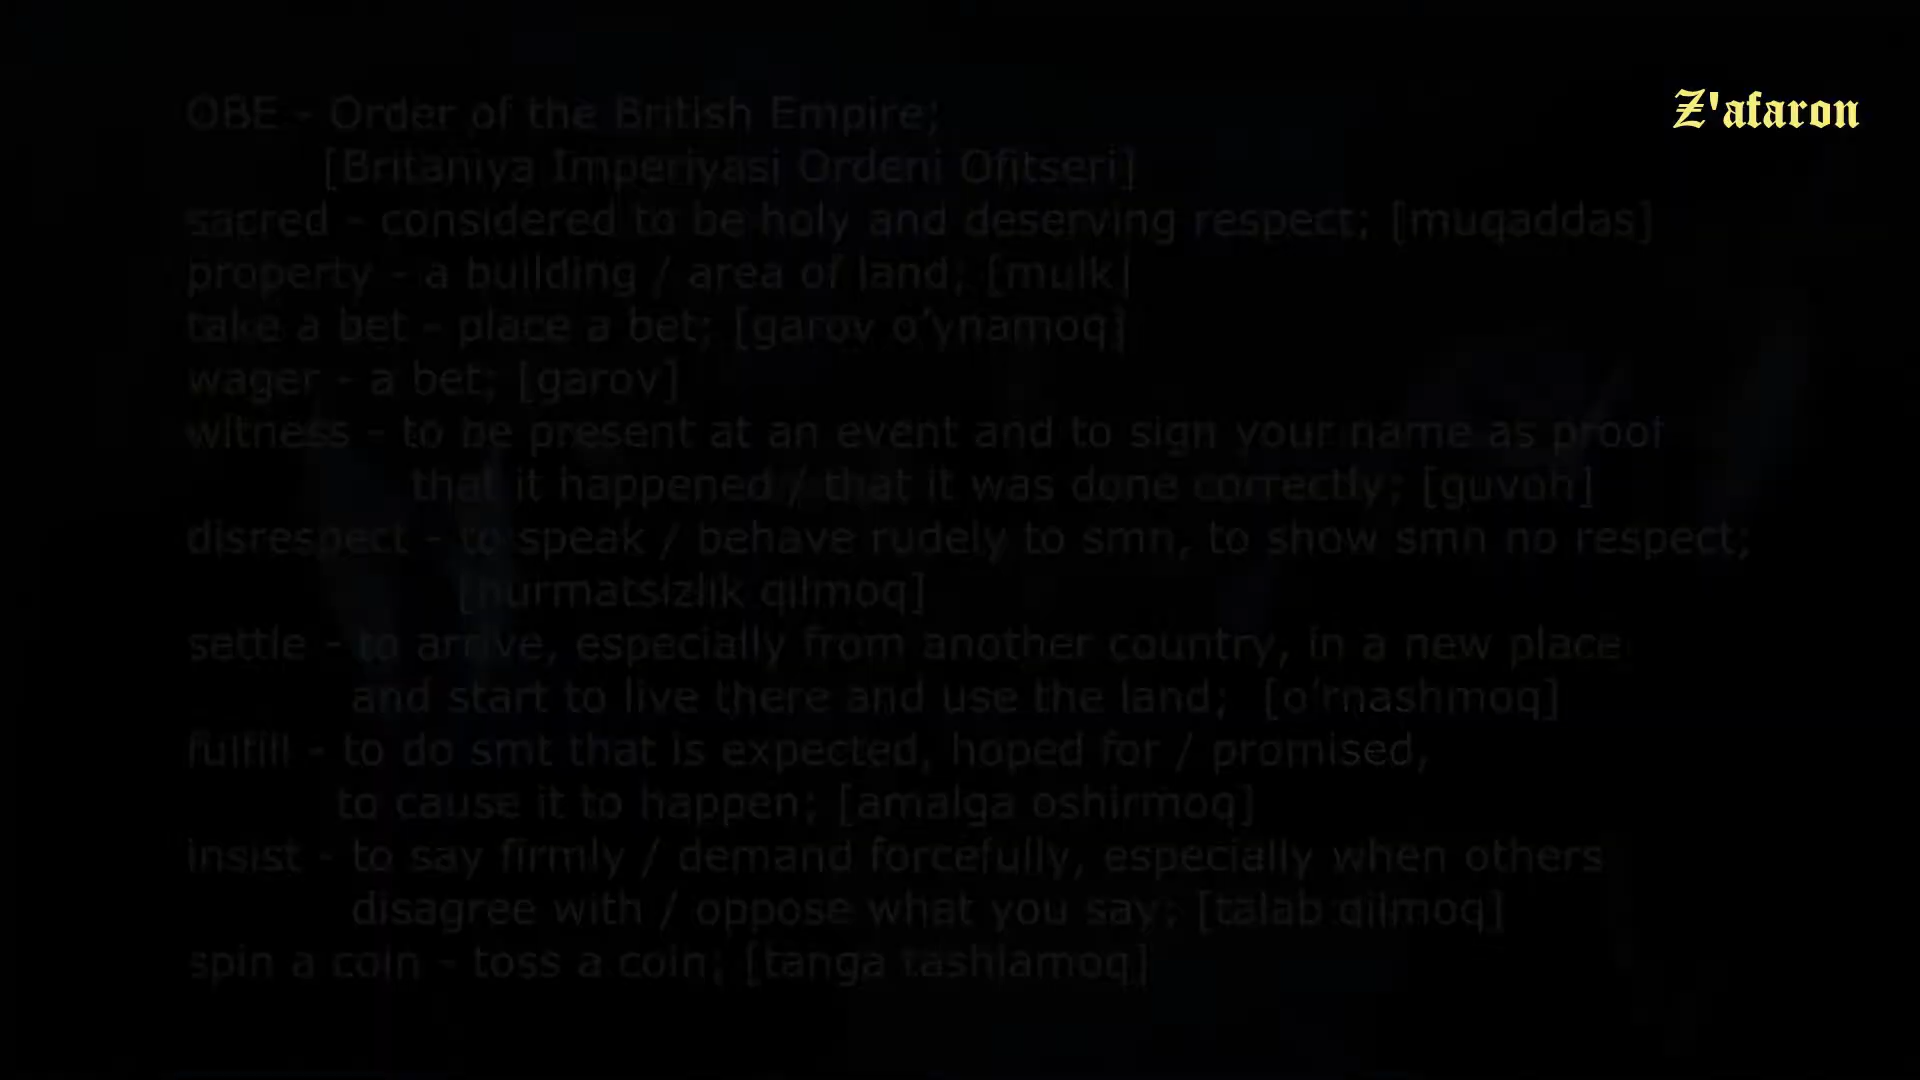 Z'afaron
OBE - Order of the British Empire;
[Britaniya Imperiyasi Ordeni Ofitseri]
sacred - considered to be holy and deserving respect; [muqaddas]
property - a building / area of land; [mulk]
take a bet - place a bet; [garov o'ynamoq]
wager - a bet; [garov]
witness - to be present at an event and to sign your name as proof
that it happened / that it was done correctly; [guvoh]
disrespect - to speak / behave rudely to smn, to show smn no respect;
[hurmatsizlik qilmoq]
settle - to arrive, especially from another country, in a new place
and start to live there and use the land; [o'rnashmoq]
fulfill - to do smt that is expected, hoped for / promised,
to cause it to happen; [amalga oshirmoq]
insist - to say firmly / demand forcefully, especially when others
disagree with / oppose what you say; [talab qilmoq]
spin a coin - toss a coin; [tanga tashlamoq]